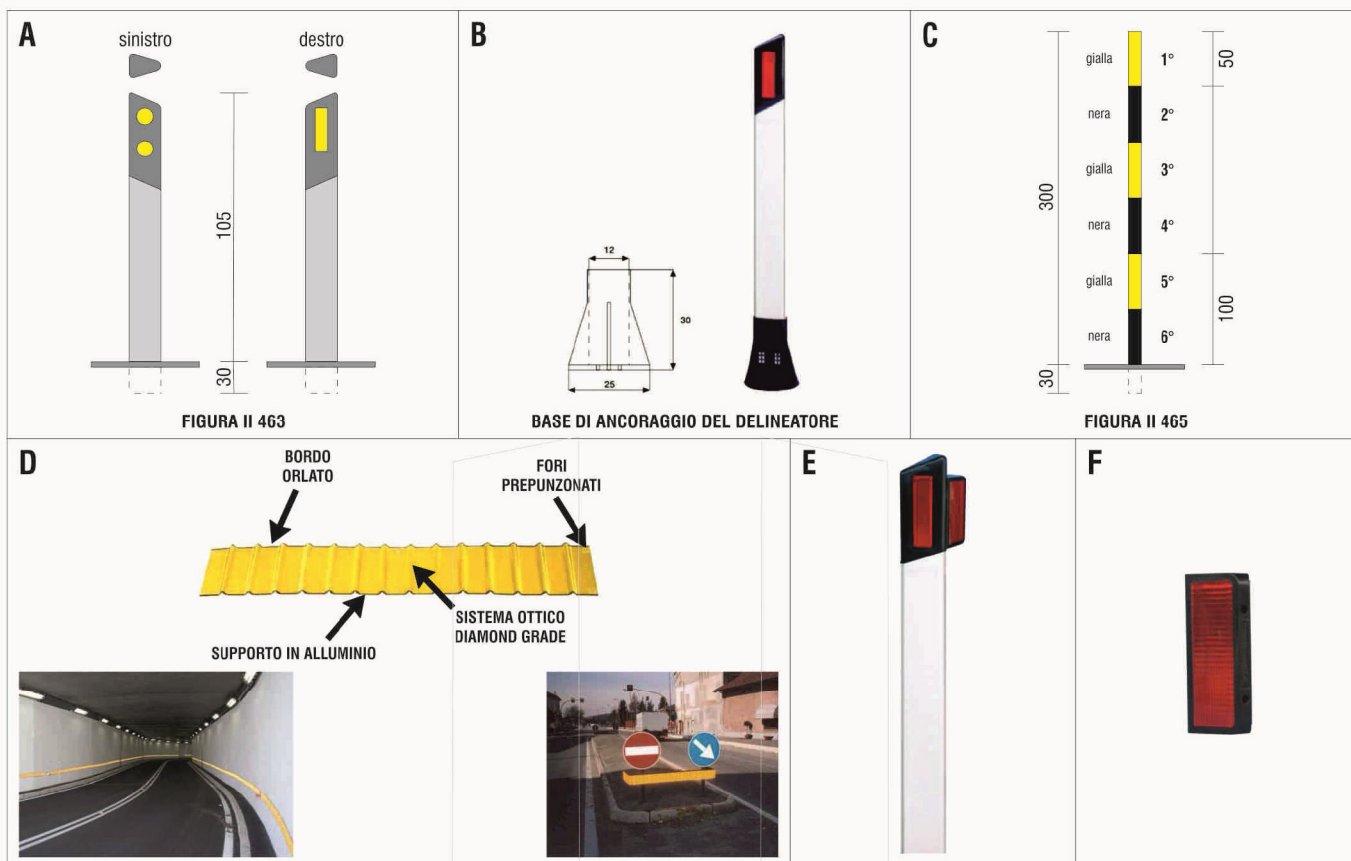 A
sinistro
destro
105
30
FIGURA II 463
B
12
30
25
BASE DI ANCORAGGIO DEL DELINEATORE
C
300
30
gialla
1°
nera
2°
gialla
3°
nera
4°
gialla
5°
nera
6°
50
100
FIGURA II 465
D
BORDO
ORLATO
FORI
PREPUNZONATI
SISTEMA OTTICO
DIAMOND GRADE
SUPPORTO IN ALLUMINIO
E
F